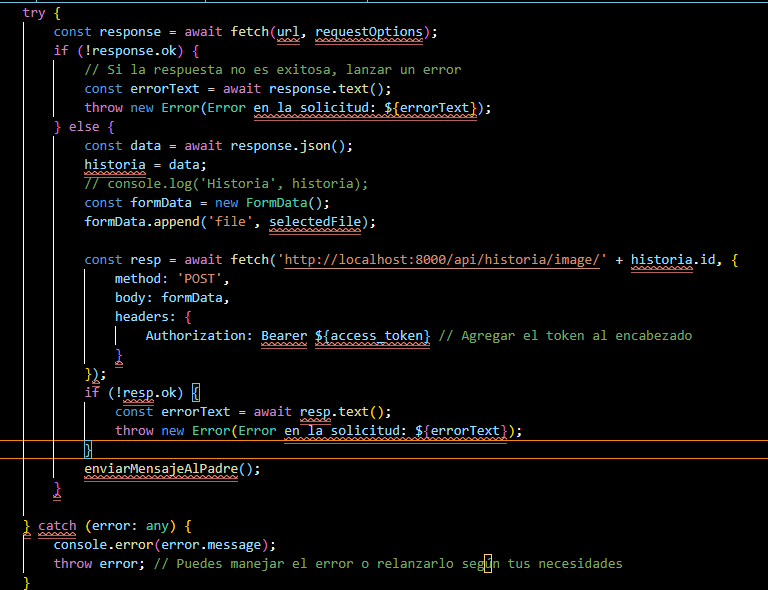 try {
const response = await fetch(url, requestOptions);
if (!response.ok) {
// Si la respuesta no es exitosa, lanzar un error
const errorText = await response.text();
throw new Error(Error en la solicitud: ${errorText});
} else {
const data = await response.json();
historia = data;
// console.log('Historia', historia);
const formData = new FormData();
formData.append('file', selectedFile);
const resp = await fetch('http://localhost:8000/api/historia/image/' + historia.id, {
method: 'POST',
body: formData,
headers: {
Authorization: Bearer ${access_token} // Agregar el token al encabezado
}
});
if (!resp.ok) {
const errorText = await resp.text();
throw new Error(Error en la solicitud: ${errorText});
}
enviarMensajeAlPadre();
}
} catch (error: any) {
console.error(error.message);
throw error; // Puedes manejar el error o relanzarlo según tus necesidades
}